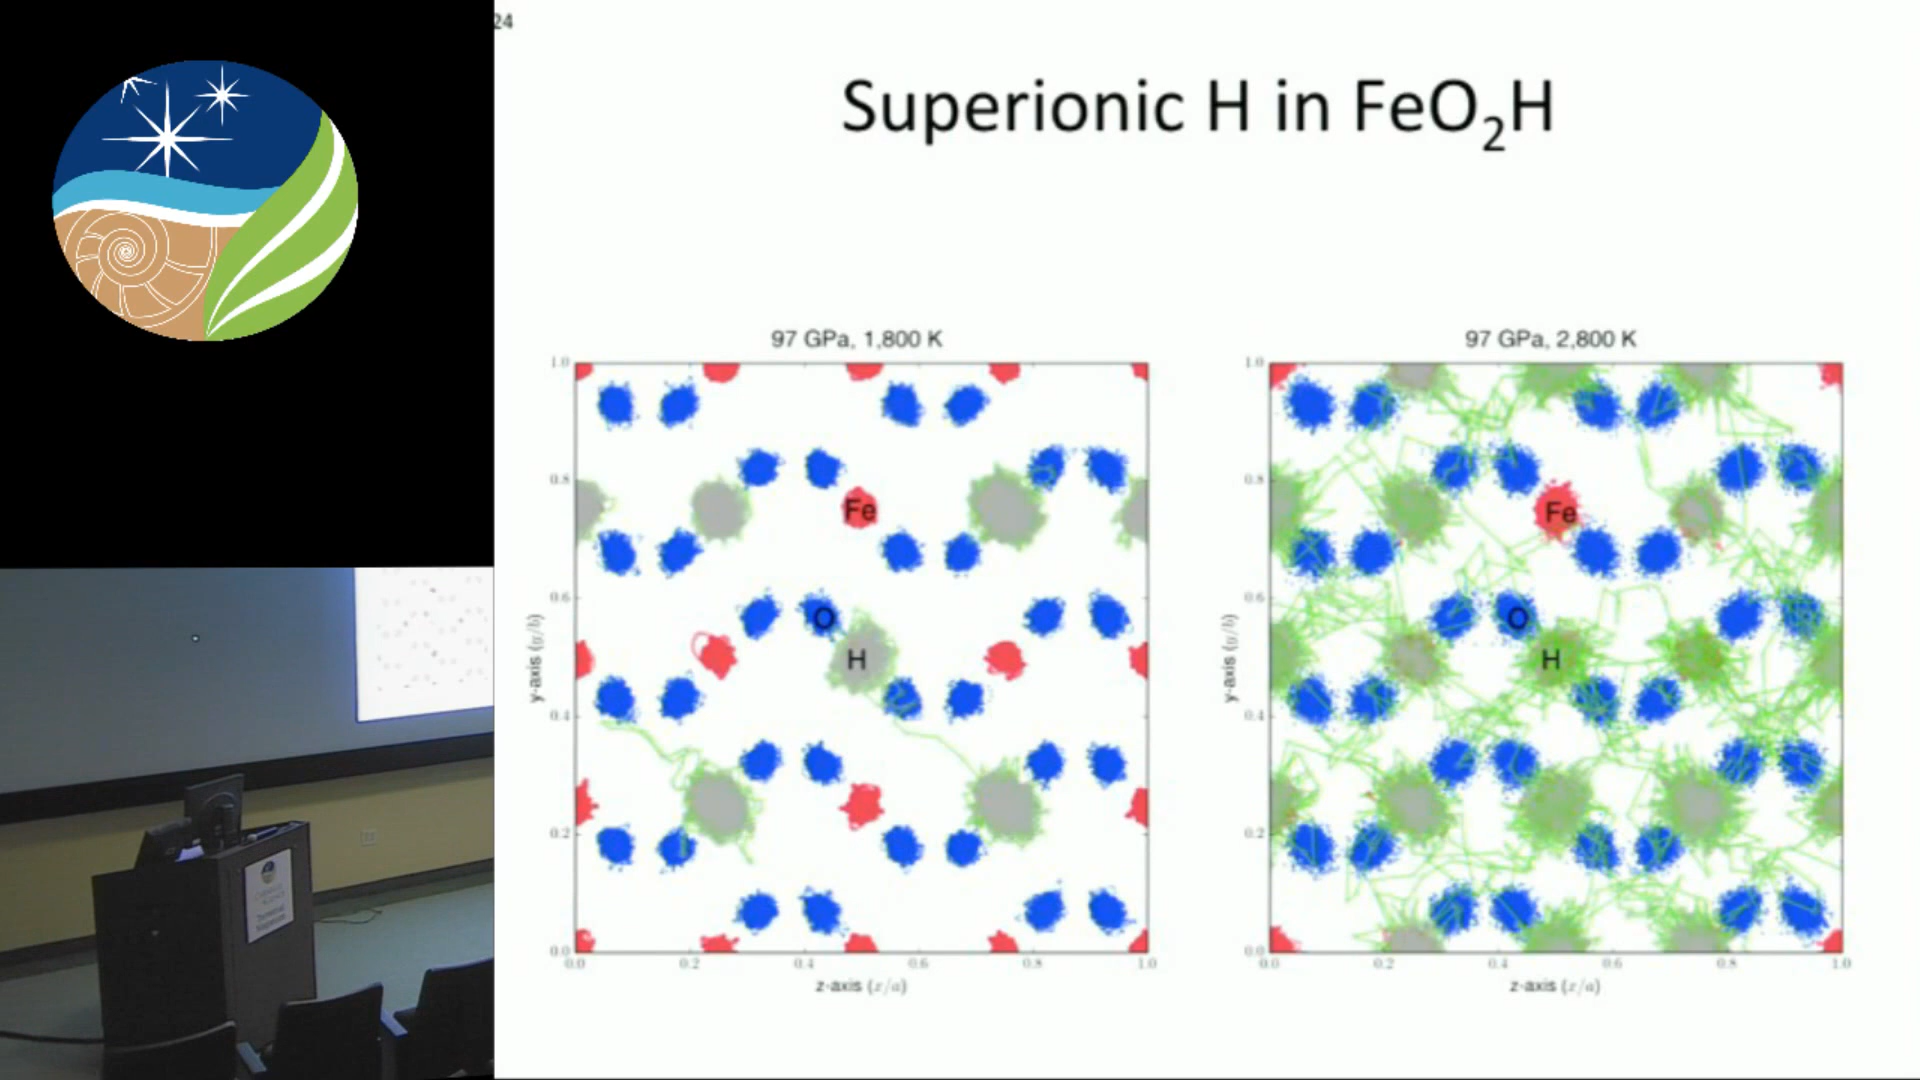 24
Superionic H in FeO₂H
97 GPa, 1,800 K
1.0
0.8
0.6
0.4
0.2
0.0
0.0 0.2 0.4 0.6 0.8 1.0
y-axis (y/b)
z-axis (z/a)
Fe
O
H
97 GPa, 2,800 K
1.0
0.8
0.6
0.4
0.2
0.0
0.0 0.2 0.4 0.6 0.8 1.0
y-axis (y/b)
z-axis (z/a)
Fe
O
H